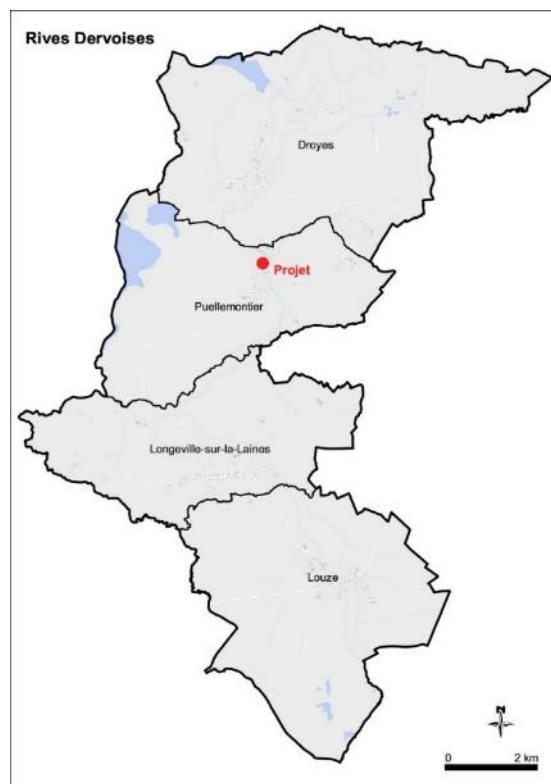 Rives Dervoises
Droyes
Projet
Puellemontier
Longeville-sur-la-Laines
Louze
N
0 2 km